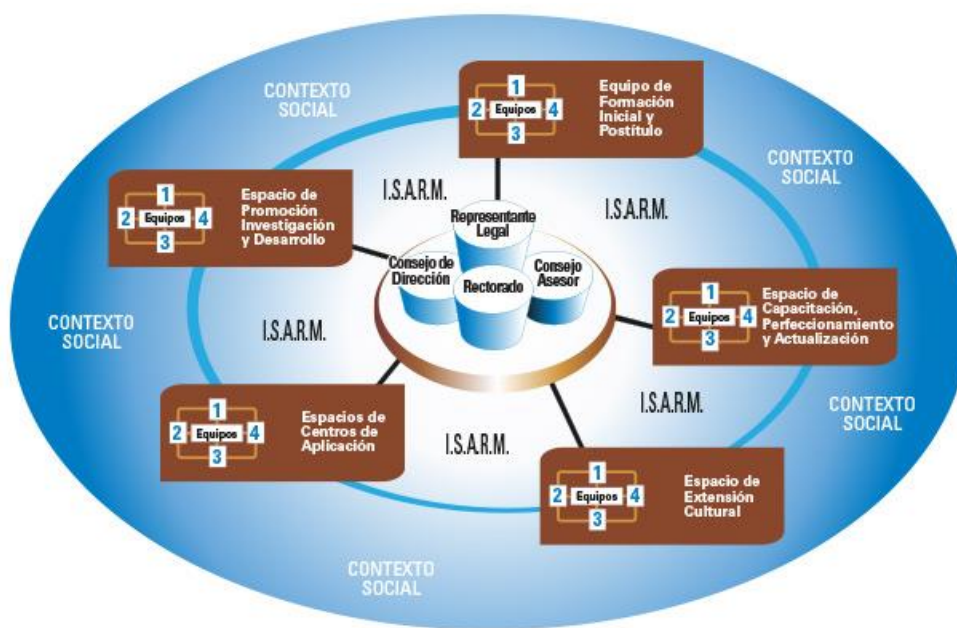 CONTEXTO
SOCIAL
1
2 Equipos 4
3
Equipo de
Formación
Inicial y
Postítulo
CONTEXTO
SOCIAL
1
2 Equipos 4
3
Espacio de
Promoción
Investigación
y Desarrollo
I.S.A.R.M.
I.S.A.R.M.
Representante
Legal
Consejo de
Dirección
Rectorado
Consejo
Asesor
CONTEXTO
SOCIAL
I.S.A.R.M.
1
2 Equipos 4
3
Espacio de
Capacitación,
Perfeccionamiento
y Actualización
1
2 Equipos 4
3
Espacios de
Centros de
Aplicación
I.S.A.R.M.
I.S.A.R.M.
CONTEXTO
SOCIAL
1
2 Equipos 4
3
Espacio de
Extensión
Cultural
CONTEXTO
SOCIAL